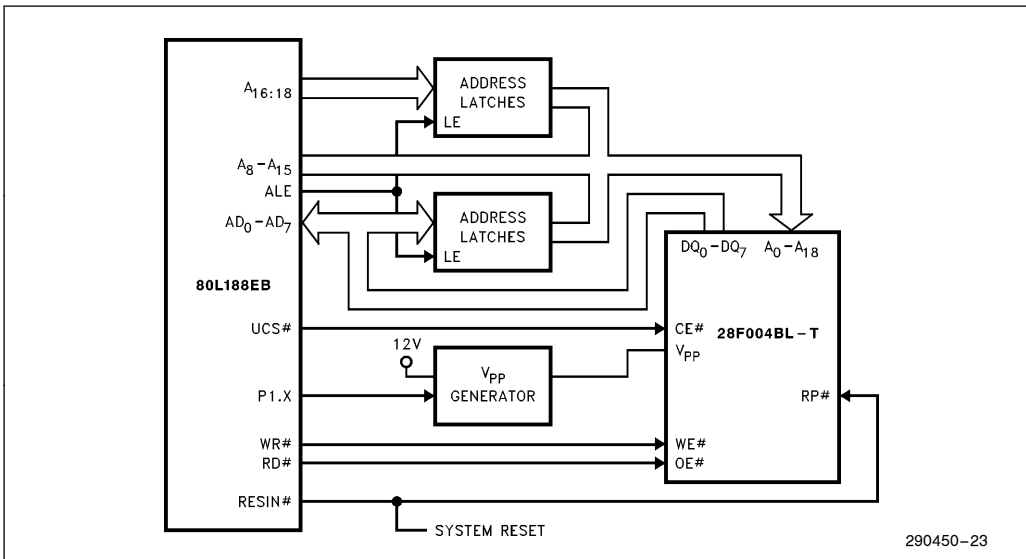 A16:18
ADDRESS
LATCHES
LE
A8–A15
ALE
AD0–AD7
ADDRESS
LATCHES
LE
DQ0–DQ7 A0–A18
80L188EB
28F004BL–T
UCS#
CE#
12V
VPP
VPP
GENERATOR
P1.X
RP#
WR#
WE#
RD#
OE#
RESIN#
SYSTEM RESET
290450–23